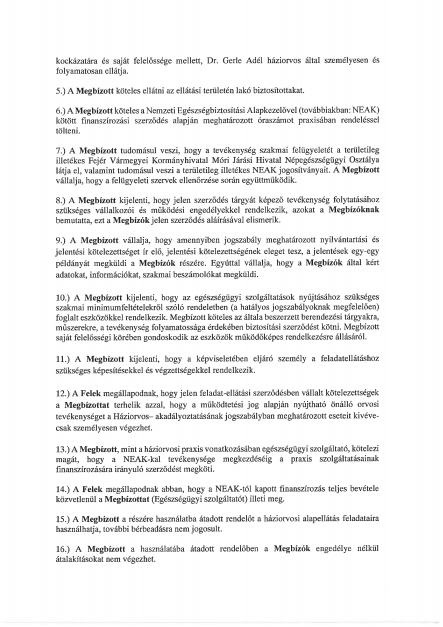 kockázatára és saját felelőssége mellett, Dr. Gerle Adél háziorvos által személyesen és
folyamatosan ellátja.
5.) A Megbízott köteles ellátni az ellátási területén lakó biztosítottakat.
6.) A Megbízott köteles a Nemzeti Egészségbiztosítási Alapkezelővel (továbbiakban: NEAK)
kötött finanszírozási szerződés alapján meghatározott óraszámot praxisában rendeléssel
tölteni.
7.) A Megbízott tudomásul veszi, hogy a tevékenység szakmai felügyeletét a területileg
illetékes Fejér Vármegyei Kormányhivatal Móri Járási Hivatal Népegészségügyi Osztálya
látja el, valamint tudomásul veszi a területileg illetékes NEAK jogosítványait. A Megbízott
vállalja, hogy a felügyeleti szervek ellenőrzése során együttműködik.
8.) A Megbízott kijelenti, hogy jelen szerződés tárgyát képező tevékenység folytatásához
szükséges vállalkozói és működési engedélyekkel rendelkezik, azokat a Megbízóknak
bemutatta, ezt a Megbízók jelen szerződés aláírásával elismerik.
9.) A Megbízott vállalja, hogy amennyiben jogszabály meghatározott nyilvántartási és
jelentési kötelezettséget ír elő, jelentési kötelezettségének eleget tesz, a jelentések egy-egy
példányát megküldi a Megbízók részére. Egyúttal vállalja, hogy a Megbízók által kért
adatokat, információkat, szakmai beszámolókat megküldi.
10.) A Megbízott kijelenti, hogy az egészségügyi szolgáltatások nyújtásához szükséges
szakmai minimumfeltételekről szóló rendeletben (a hatályos jogszabályoknak megfelelően)
foglalt eszközökkel rendelkezik. Megbízott köteles az általa beszerzett berendezési tárgyakra,
műszerekre, a tevékenység folyamatossága érdekében biztosítási szerződést kötni. Megbízott
saját felelősségi körében gondoskodik az eszközök működőképes rendelkezésre állásáról.
11.) A Megbízott kijelenti, hogy a képviseletében eljáró személy a feladatellátáshoz
szükséges képesítésekkel és végzettségekkel rendelkezik.
12.) A Felek megállapodnak, hogy jelen feladat-ellátási szerződésben vállalt kötelezettségek
a Megbízottat terhelik azzal, hogy a működtetési jog alapján nyújtható önálló orvosi
tevékenységet a Háziorvos– akadályoztatásának jogszabályban meghatározott eseteit kivéve-
csak személyesen végezhet.
13.) A Megbízott, mint a háziorvosi praxis vonatkozásában egészségügyi szolgáltató, kötelezi
magát, hogy a NEAK-kal tevékenysége megkezdéséig a praxis szolgáltatásainak
finanszírozására irányuló szerződést megköti.
14.) A Felek megállapodnak abban, hogy a NEAK-tól kapott finanszírozás teljes bevétele
közvetlenül a Megbízottat (Egészségügyi szolgáltatót) illeti meg.
15.) A Megbízott a részére használatba átadott rendelőt a háziorvosi alapellátás feladataira
használhatja, további bérbeadásra nem jogosult.
16.) A Megbízott a használatába átadott rendelőben a Megbízók engedélye nélkül
átalakításokat nem végezhet.